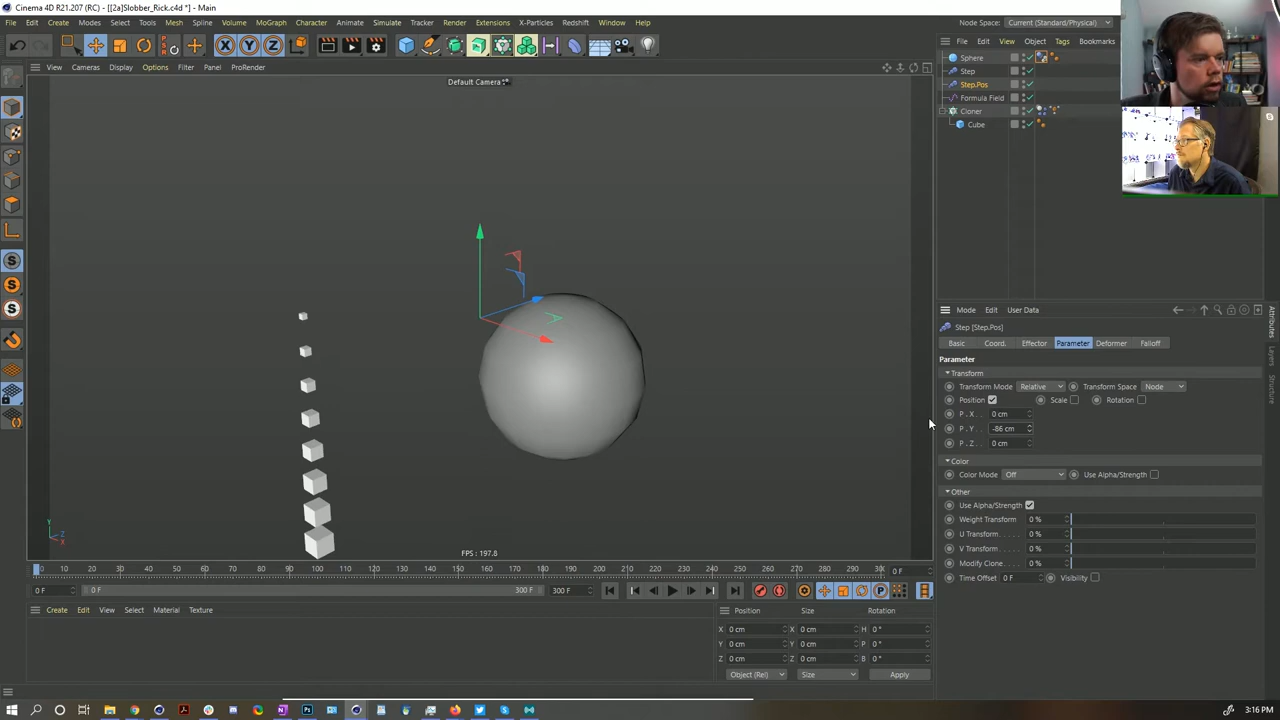 Cinema 4D R21.207 (RC) - [[2a]Slobber_Rick.c4d *] - Main
File Edit Create Modes Select Tools Mesh Spline Volume MoGraph Character Animate Simulate Tracker Render Extensions X-Particles Redshift Window Help
Node Space: Current (Standard/Physical)
File Edit View Object Tags Bookmarks
X Y Z
View Cameras Display Options Filter Panel ProRender
Default Camera
Sphere
Step
Step.Pos
Formula Field
Cloner
Cube
Mode Edit User Data
Step [Step.Pos]
Basic Coord. Effector Parameter Deformer Falloff
Parameter
Transform
Transform Mode Relative Transform Space Node
Position Scale Rotation
P . X . . 0 cm
P . Y . . -86 cm
P . Z . . 0 cm
Color
Color Mode Off Use Alpha/Strength
Other
Use Alpha/Strength
Weight Transform 0 %
U Transform. . . . . 0 %
V Transform. . . . . 0 %
Modify Clone. . . . 0 %
Time Offset 0 F Visibility
Attributes
Layers
Structure
Y
Z
X
FPS : 197.8
0 10 20 30 40 50 60 70 80 90 100 110 120 130 140 150 160 170 180 190 200 210 220 230 240 250 260 270 280 290 300 0 F
0 F 0 F 300 F 300 F
P
Create Edit View Select Material Texture
Position Size Rotation
X 0 cm X 0 cm H 0 °
Y 0 cm Y 0 cm P 0 °
Z 0 cm Z 0 cm B 0 °
Object (Rel) Size Apply
3:16 PM